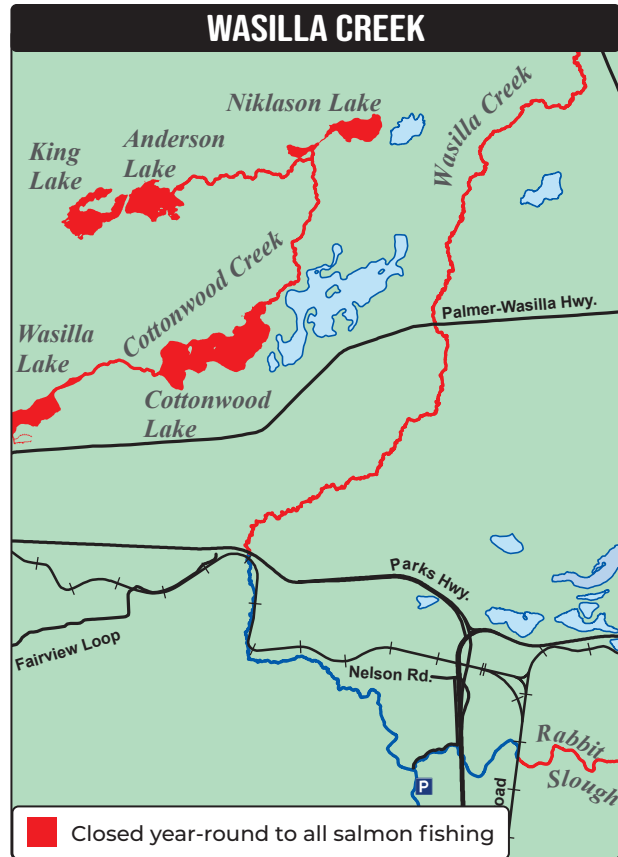 WASILLA CREEK
Niklason Lake
Wasilla Creek
Anderson
Lake
King
Lake
Cottonwood Creek
Palmer-Wasilla Hwy.
Wasilla
Lake
Cottonwood
Lake
Parks Hwy.
Fairview Loop
Nelson Rd.
Rabbit
Slough
P
oad
Closed year-round to all salmon fishing